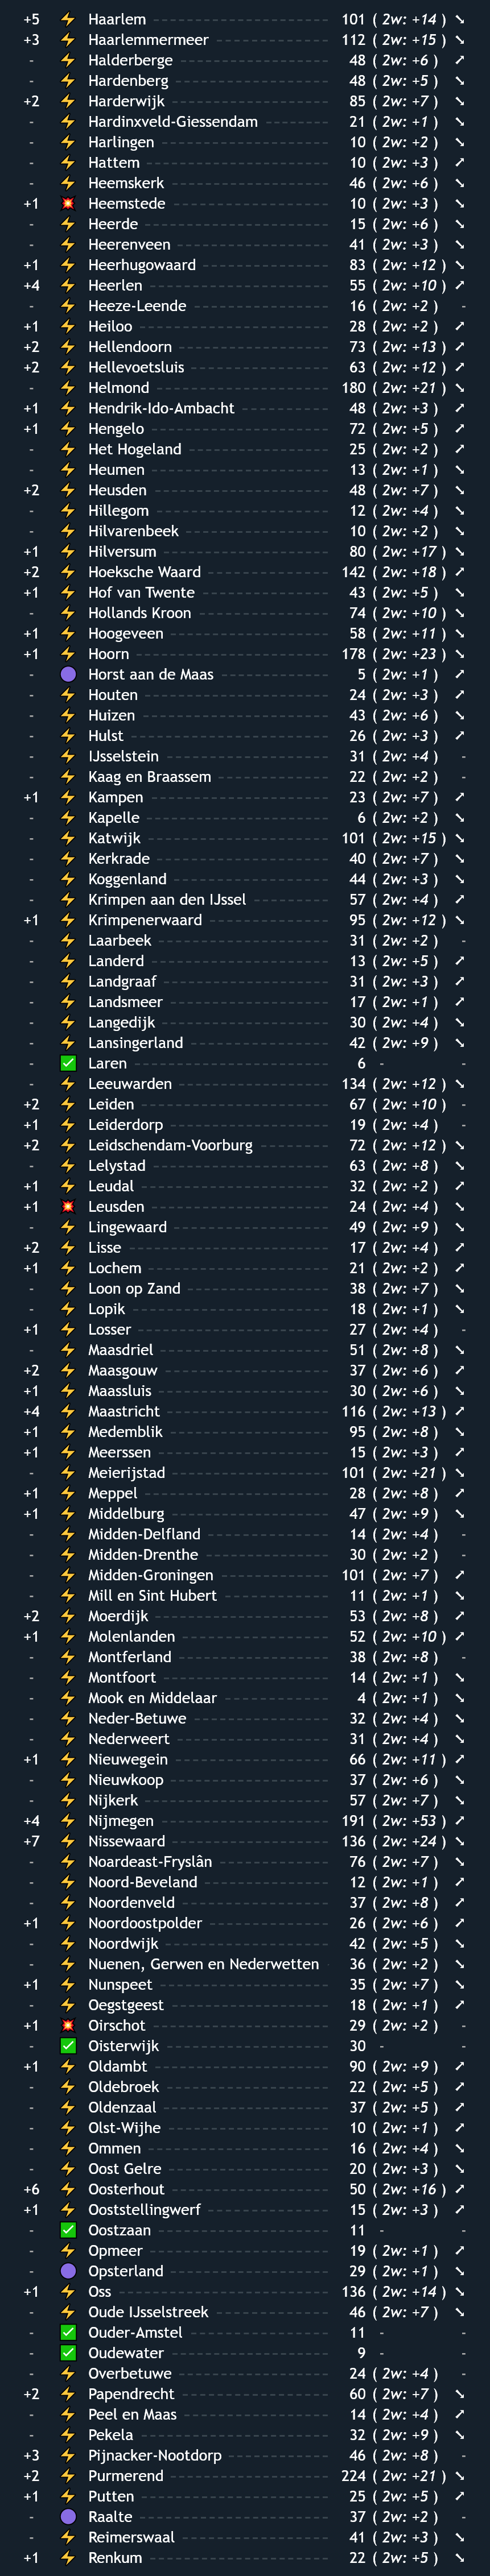 +5 ⚡ Haarlem 101 ( 2w: +14 ) ⭨
+3 ⚡ Haarlemmermeer 112 ( 2w: +15 ) ⭨
- ⚡ Halderberge 48 ( 2w: +6 ) ⭧
- ⚡ Hardenberg 48 ( 2w: +5 ) ⭨
+2 ⚡ Harderwijk 85 ( 2w: +7 ) ⭨
- ⚡ Hardinxveld-Giessendam 21 ( 2w: +1 ) ⭨
- ⚡ Harlingen 10 ( 2w: +2 ) ⭨
- ⚡ Hattem 10 ( 2w: +3 ) ⭧
- ⚡ Heemskerk 46 ( 2w: +6 ) ⭨
+1 💥 Heemstede 10 ( 2w: +3 ) ⭨
- ⚡ Heerde 15 ( 2w: +6 ) ⭨
- ⚡ Heerenveen 41 ( 2w: +3 ) ⭨
+1 ⚡ Heerhugowaard 83 ( 2w: +12 ) ⭨
+4 ⚡ Heerlen 55 ( 2w: +10 ) ⭧
- ⚡ Heeze-Leende 16 ( 2w: +2 ) -
+1 ⚡ Heiloo 28 ( 2w: +2 ) ⭧
+2 ⚡ Hellendoorn 73 ( 2w: +13 ) ⭧
+2 ⚡ Hellevoetsluis 63 ( 2w: +12 ) ⭧
- ⚡ Helmond 180 ( 2w: +21 ) ⭨
+1 ⚡ Hendrik-Ido-Ambacht 48 ( 2w: +3 ) ⭧
+1 ⚡ Hengelo 72 ( 2w: +5 ) ⭧
- ⚡ Het Hogeland 25 ( 2w: +2 ) ⭧
- ⚡ Heumen 13 ( 2w: +1 ) ⭨
+2 ⚡ Heusden 48 ( 2w: +7 ) ⭨
- ⚡ Hillegom 12 ( 2w: +4 ) ⭨
- ⚡ Hilvarenbeek 10 ( 2w: +2 ) ⭨
+1 ⚡ Hilversum 80 ( 2w: +17 ) ⭨
+2 ⚡ Hoeksche Waard 142 ( 2w: +18 ) ⭧
+1 ⚡ Hof van Twente 43 ( 2w: +5 ) ⭨
- ⚡ Hollands Kroon 74 ( 2w: +10 ) ⭨
+1 ⚡ Hoogeveen 58 ( 2w: +11 ) ⭨
+1 ⚡ Hoorn 178 ( 2w: +23 ) ⭨
- 🟣 Horst aan de Maas 5 ( 2w: +1 ) ⭧
- ⚡ Houten 24 ( 2w: +3 ) ⭧
- ⚡ Huizen 43 ( 2w: +6 ) ⭨
- ⚡ Hulst 26 ( 2w: +3 ) ⭧
- ⚡ IJsselstein 31 ( 2w: +4 ) -
- ⚡ Kaag en Braassem 22 ( 2w: +2 ) -
+1 ⚡ Kampen 23 ( 2w: +7 ) ⭧
- ⚡ Kapelle 6 ( 2w: +2 ) ⭨
- ⚡ Katwijk 101 ( 2w: +15 ) ⭨
- ⚡ Kerkrade 40 ( 2w: +7 ) ⭨
- ⚡ Koggenland 44 ( 2w: +3 ) ⭨
- ⚡ Krimpen aan den IJssel 57 ( 2w: +4 ) ⭧
+1 ⚡ Krimpenerwaard 95 ( 2w: +12 ) ⭨
- ⚡ Laarbeek 31 ( 2w: +2 ) -
- ⚡ Landerd 13 ( 2w: +5 ) ⭧
- ⚡ Landgraaf 31 ( 2w: +3 ) ⭧
- ⚡ Landsmeer 17 ( 2w: +1 ) ⭧
- ⚡ Langedijk 30 ( 2w: +4 ) ⭨
- ⚡ Lansingerland 42 ( 2w: +9 ) ⭨
- ✅ Laren 6 - -
- ⚡ Leeuwarden 134 ( 2w: +12 ) ⭨
+2 ⚡ Leiden 67 ( 2w: +10 ) -
+1 ⚡ Leiderdorp 19 ( 2w: +4 ) -
+2 ⚡ Leidschendam-Voorburg 72 ( 2w: +12 ) ⭨
- ⚡ Lelystad 63 ( 2w: +8 ) ⭨
+1 ⚡ Leudal 32 ( 2w: +2 ) ⭧
+1 💥 Leusden 24 ( 2w: +4 ) ⭨
- ⚡ Lingewaard 49 ( 2w: +9 ) ⭨
+2 ⚡ Lisse 17 ( 2w: +4 ) ⭧
+1 ⚡ Lochem 21 ( 2w: +2 ) ⭧
- ⚡ Loon op Zand 38 ( 2w: +7 ) ⭨
- ⚡ Lopik 18 ( 2w: +1 ) ⭨
+1 ⚡ Losser 27 ( 2w: +4 ) -
- ⚡ Maasdriel 51 ( 2w: +8 ) ⭨
+2 ⚡ Maasgouw 37 ( 2w: +6 ) ⭧
+1 ⚡ Maassluis 30 ( 2w: +6 ) ⭨
+4 ⚡ Maastricht 116 ( 2w: +13 ) ⭧
+1 ⚡ Medemblik 95 ( 2w: +8 ) ⭨
+1 ⚡ Meerssen 15 ( 2w: +3 ) ⭧
- ⚡ Meierijstad 101 ( 2w: +21 ) ⭨
+1 ⚡ Meppel 28 ( 2w: +8 ) ⭧
+1 ⚡ Middelburg 47 ( 2w: +9 ) ⭨
- ⚡ Midden-Delfland 14 ( 2w: +4 ) -
- ⚡ Midden-Drenthe 30 ( 2w: +2 ) -
- ⚡ Midden-Groningen 101 ( 2w: +7 ) ⭧
- ⚡ Mill en Sint Hubert 11 ( 2w: +1 ) ⭨
+2 ⚡ Moerdijk 53 ( 2w: +8 ) ⭧
+1 ⚡ Molenlanden 52 ( 2w: +10 ) ⭧
- ⚡ Montferland 38 ( 2w: +8 ) -
- ⚡ Montfoort 14 ( 2w: +1 ) ⭨
- ⚡ Mook en Middelaar 4 ( 2w: +1 ) ⭨
- ⚡ Neder-Betuwe 32 ( 2w: +4 ) ⭨
- ⚡ Nederweert 31 ( 2w: +4 ) ⭨
+1 ⚡ Nieuwegein 66 ( 2w: +11 ) ⭧
- ⚡ Nieuwkoop 37 ( 2w: +6 ) ⭨
- ⚡ Nijkerk 57 ( 2w: +7 ) ⭨
+4 ⚡ Nijmegen 191 ( 2w: +53 ) ⭧
+7 ⚡ Nissewaard 136 ( 2w: +24 ) ⭨
- ⚡ Noardeast-Fryslân 76 ( 2w: +7 ) ⭨
- ⚡ Noord-Beveland 12 ( 2w: +1 ) ⭨
- ⚡ Noordenveld 37 ( 2w: +8 ) ⭧
+1 ⚡ Noordoostpolder 26 ( 2w: +6 ) ⭧
- ⚡ Noordwijk 42 ( 2w: +5 ) ⭨
- ⚡ Nuenen, Gerwen en Nederwetten 36 ( 2w: +2 ) ⭨
+1 ⚡ Nunspeet 35 ( 2w: +7 ) ⭨
- ⚡ Oegstgeest 18 ( 2w: +1 ) ⭧
+1 💥 Oirschot 29 ( 2w: +2 ) -
- ✅ Oisterwijk 30 - -
+1 ⚡ Oldambt 90 ( 2w: +9 ) ⭧
- ⚡ Oldebroek 22 ( 2w: +5 ) ⭧
- ⚡ Oldenzaal 37 ( 2w: +5 ) ⭧
- ⚡ Olst-Wijhe 10 ( 2w: +1 ) ⭧
- ⚡ Ommen 16 ( 2w: +4 ) ⭨
- ⚡ Oost Gelre 20 ( 2w: +3 ) ⭨
+6 ⚡ Oosterhout 50 ( 2w: +16 ) ⭧
+1 ⚡ Ooststellingwerf 15 ( 2w: +3 ) ⭧
- ✅ Oostzaan 11 - -
- ⚡ Opmeer 19 ( 2w: +1 ) ⭧
- 🟣 Opsterland 29 ( 2w: +1 ) ⭨
+1 ⚡ Oss 136 ( 2w: +14 ) ⭨
- ⚡ Oude IJsselstreek 46 ( 2w: +7 ) ⭨
- ✅ Ouder-Amstel 11 - -
- ✅ Oudewater 9 - -
- ⚡ Overbetuwe 24 ( 2w: +4 ) -
+2 ⚡ Papendrecht 60 ( 2w: +7 ) ⭨
- ⚡ Peel en Maas 14 ( 2w: +4 ) ⭧
- ⚡ Pekela 32 ( 2w: +9 ) ⭨
+3 ⚡ Pijnacker-Nootdorp 46 ( 2w: +8 ) -
+2 ⚡ Purmerend 224 ( 2w: +21 ) ⭨
+1 ⚡ Putten 25 ( 2w: +5 ) ⭧
- 🟣 Raalte 37 ( 2w: +2 ) -
- ⚡ Reimerswaal 41 ( 2w: +3 ) ⭨
+1 ⚡ Renkum 22 ( 2w: +5 ) ⭨